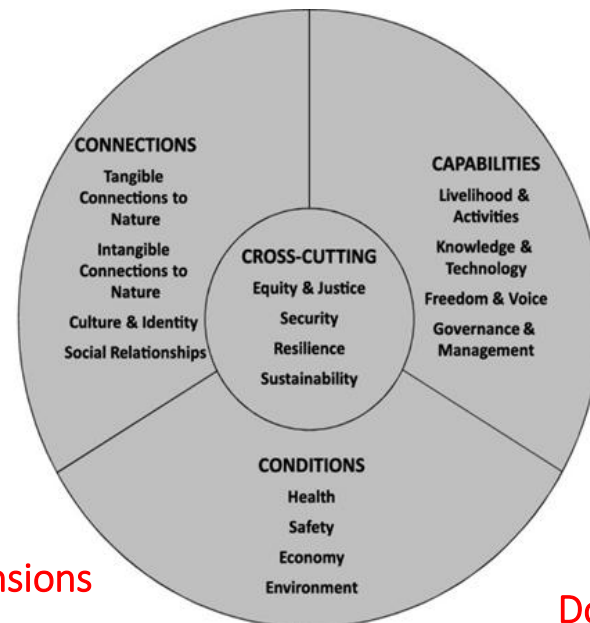 CONNECTIONS
Tangible
Connections to
Nature
Intangible
Connections to
Nature
Culture & Identity
Social Relationships
CAPABILITIES
Livelihood &
Activities
Knowledge &
Technology
Freedom & Voice
Governance &
Management
CROSS-CUTTING
Equity & Justice
Security
Resilience
Sustainability
CONDITIONS
Health
Safety
Economy
Environment
nsions
Do